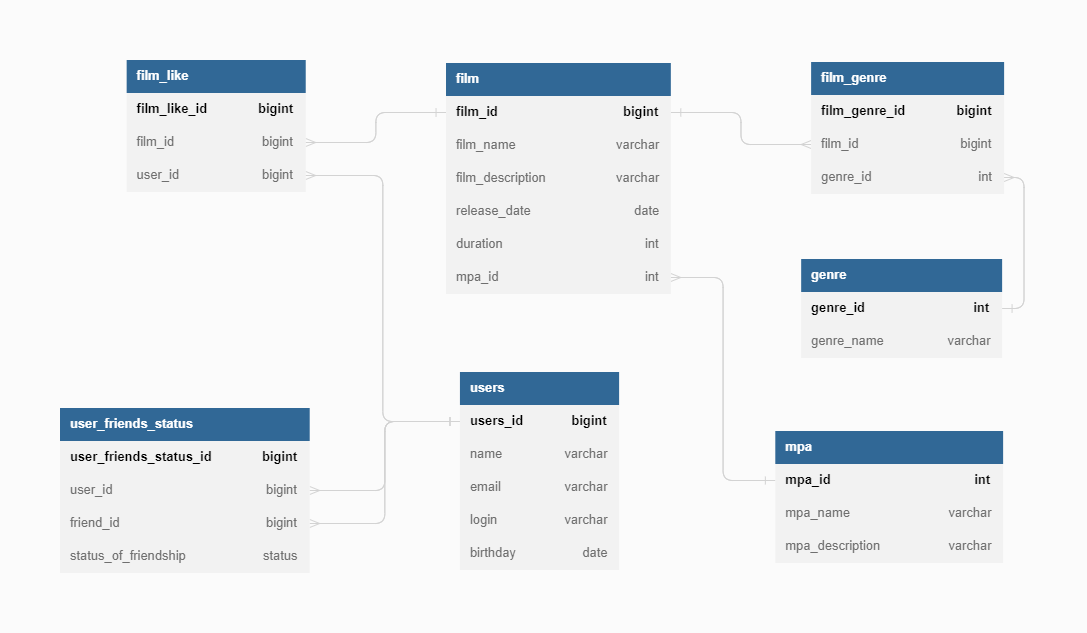 film_like
film_like_id bigint
film_id bigint
user_id bigint
film
film_id bigint
film_name varchar
film_description varchar
release_date date
duration int
mpa_id int
film_genre
film_genre_id bigint
film_id bigint
genre_id int
genre
genre_id int
genre_name varchar
user_friends_status
user_friends_status_id bigint
user_id bigint
friend_id bigint
status_of_friendship status
users
users_id bigint
name varchar
email varchar
login varchar
birthday date
mpa
mpa_id int
mpa_name varchar
mpa_description varchar